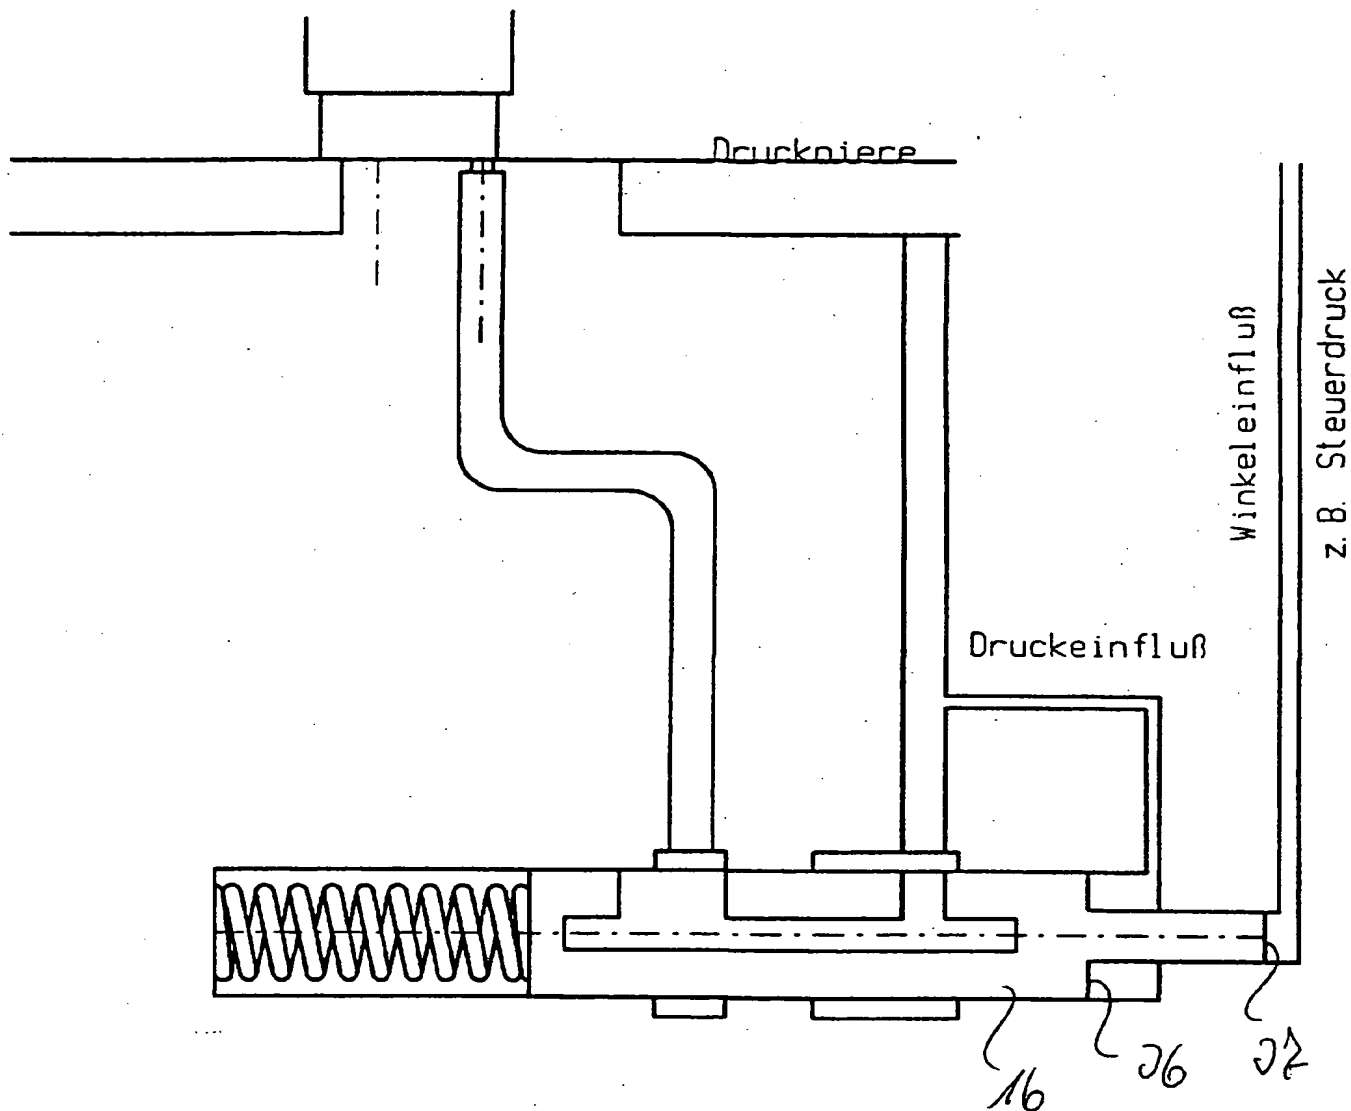 Druckniere
Winkeleinfluß
z. B. Steuerdruck
Druckeinfluß
16
36
37